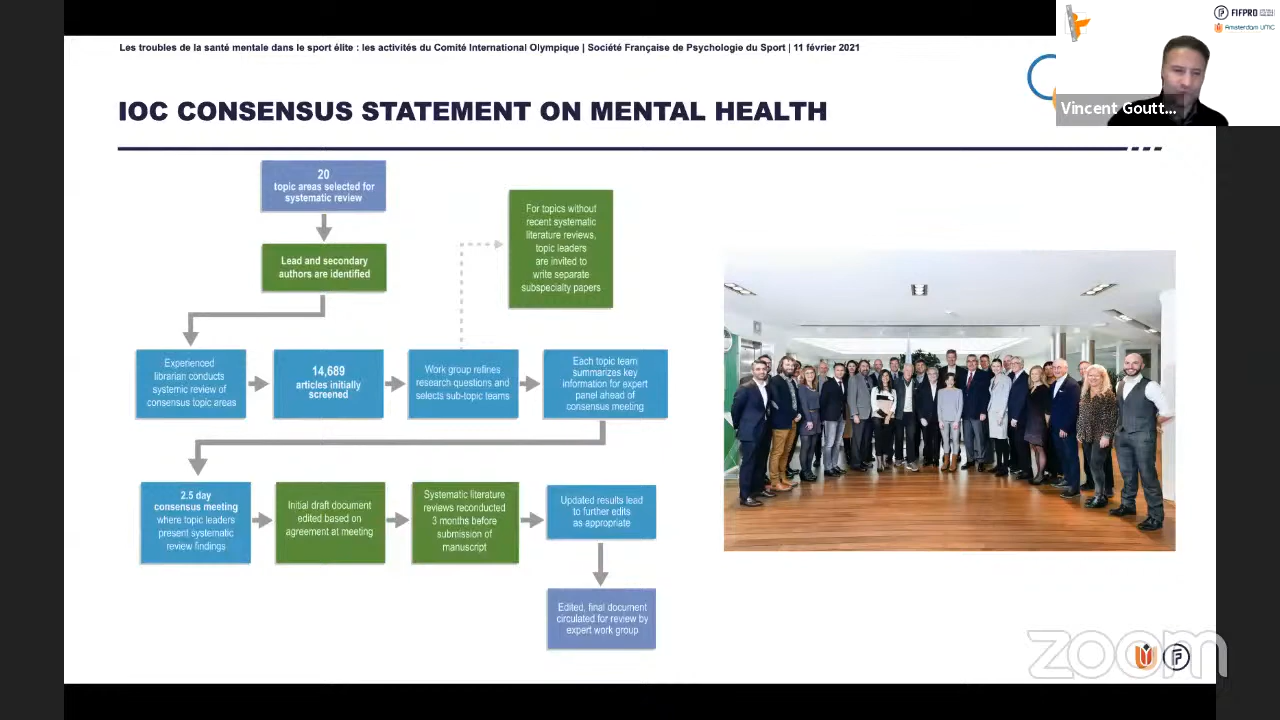 Les troubles de la santé mentale dans le sport élite : les activités du Comité International Olympique | Société Française de Psychologie du Sport | 11 février 2021
FIFPRO
Amsterdam UMC
Vincent Goutt...
IOC CONSENSUS STATEMENT ON MENTAL HEALTH
20
topic areas selected for
systematic review
Lead and secondary
authors are identified
For topics without
recent systematic
literature reviews,
topic leaders
are invited to
write separate
subspecialty papers
Experienced
librarian conducts
systemic review of
consensus topic areas
14,689
articles initially
screened
Work group refines
research questions and
selects sub-topic teams
Each topic team
summarizes key
information for expert
panel ahead of
consensus meeting
2.5 day
consensus meeting
where topic leaders
present systematic
review findings
Initial draft document
edited based on
agreement at meeting
Systematic literature
reviews reconducted
3 months before
submission of
manuscript
Updated results lead
to further edits
as appropriate
Edited, final document
circulated for review by
expert work group
zoom